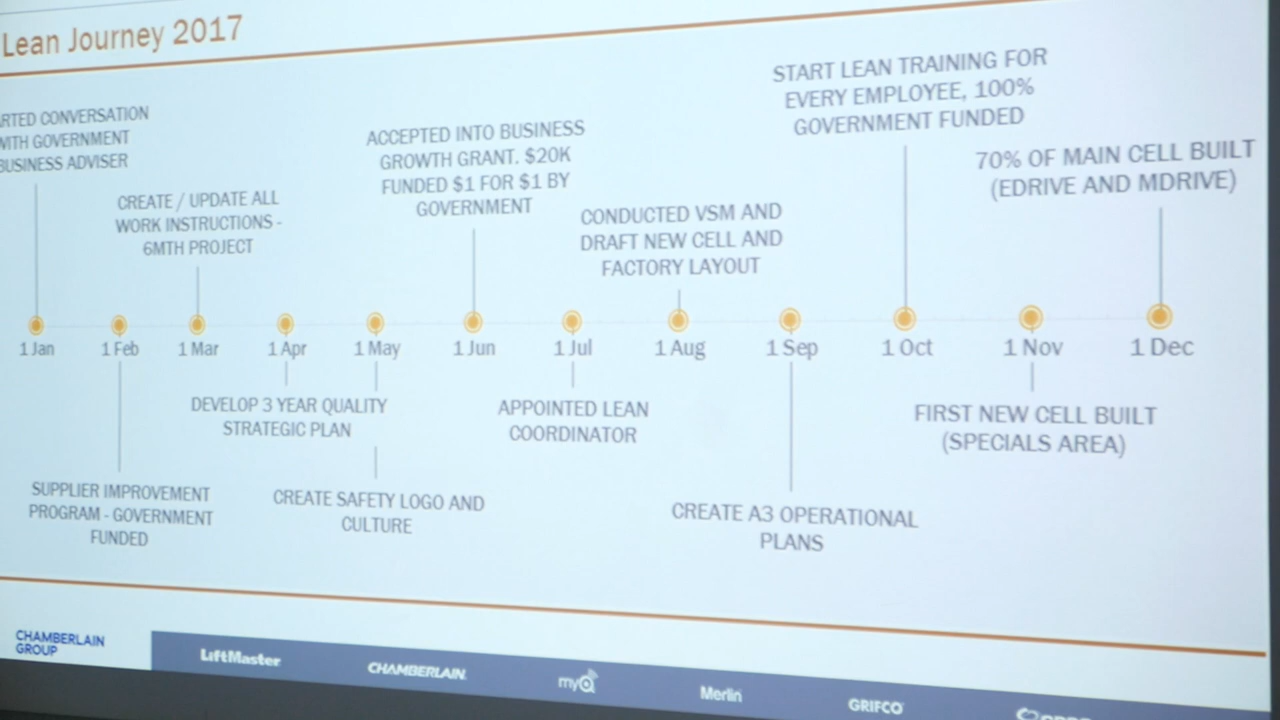 Lean Journey 2017
RTED CONVERSATION
WITH GOVERNMENT
BUSINESS ADVISER
CREATE / UPDATE ALL
WORK INSTRUCTIONS -
6MTH PROJECT
ACCEPTED INTO BUSINESS
GROWTH GRANT. $20K
FUNDED $1 FOR $1 BY
GOVERNMENT
CONDUCTED VSM AND
DRAFT NEW CELL AND
FACTORY LAYOUT
START LEAN TRAINING FOR
EVERY EMPLOYEE, 100%
GOVERNMENT FUNDED
70% OF MAIN CELL BUILT
(EDRIVE AND MDRIVE)
1 Jan 1 Feb 1 Mar 1 Apr 1 May 1 Jun 1 Jul 1 Aug 1 Sep 1 Oct 1 Nov 1 Dec
SUPPLIER IMPROVEMENT
PROGRAM - GOVERNMENT
FUNDED
DEVELOP 3 YEAR QUALITY
STRATEGIC PLAN
CREATE SAFETY LOGO AND
CULTURE
APPOINTED LEAN
COORDINATOR
CREATE A3 OPERATIONAL
PLANS
FIRST NEW CELL BUILT
(SPECIALS AREA)
CHAMBERLAIN
GROUP
LiftMaster CHAMBERLAIN myQ Merlin GRIFCO